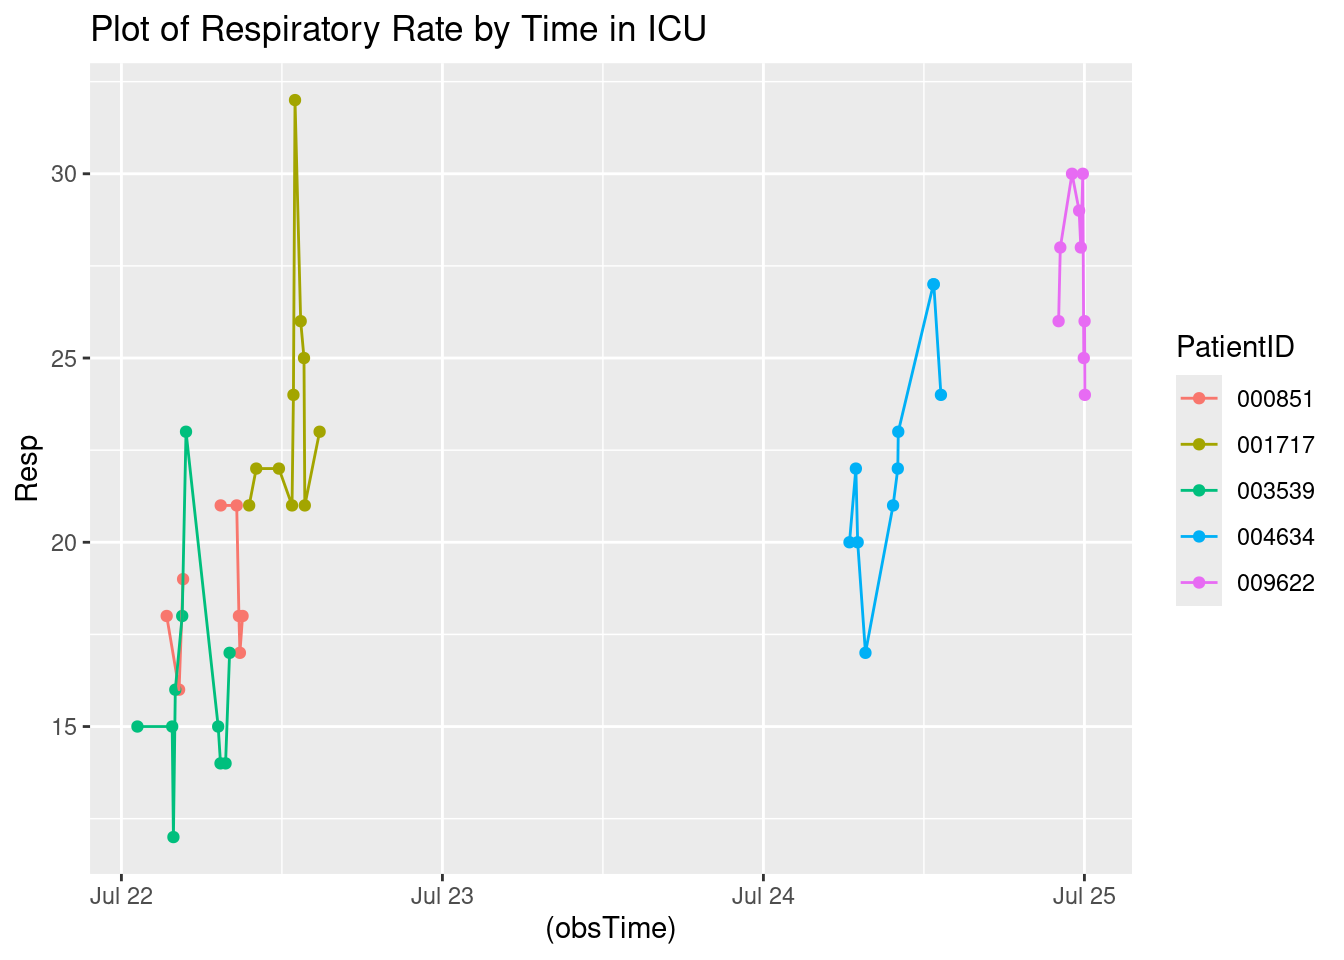 Plot of Respiratory Rate by Time in ICU
Resp
30
25
20
15
Jul 22
Jul 23
Jul 24
Jul 25
(obsTime)
PatientID
000851
001717
003539
004634
009622